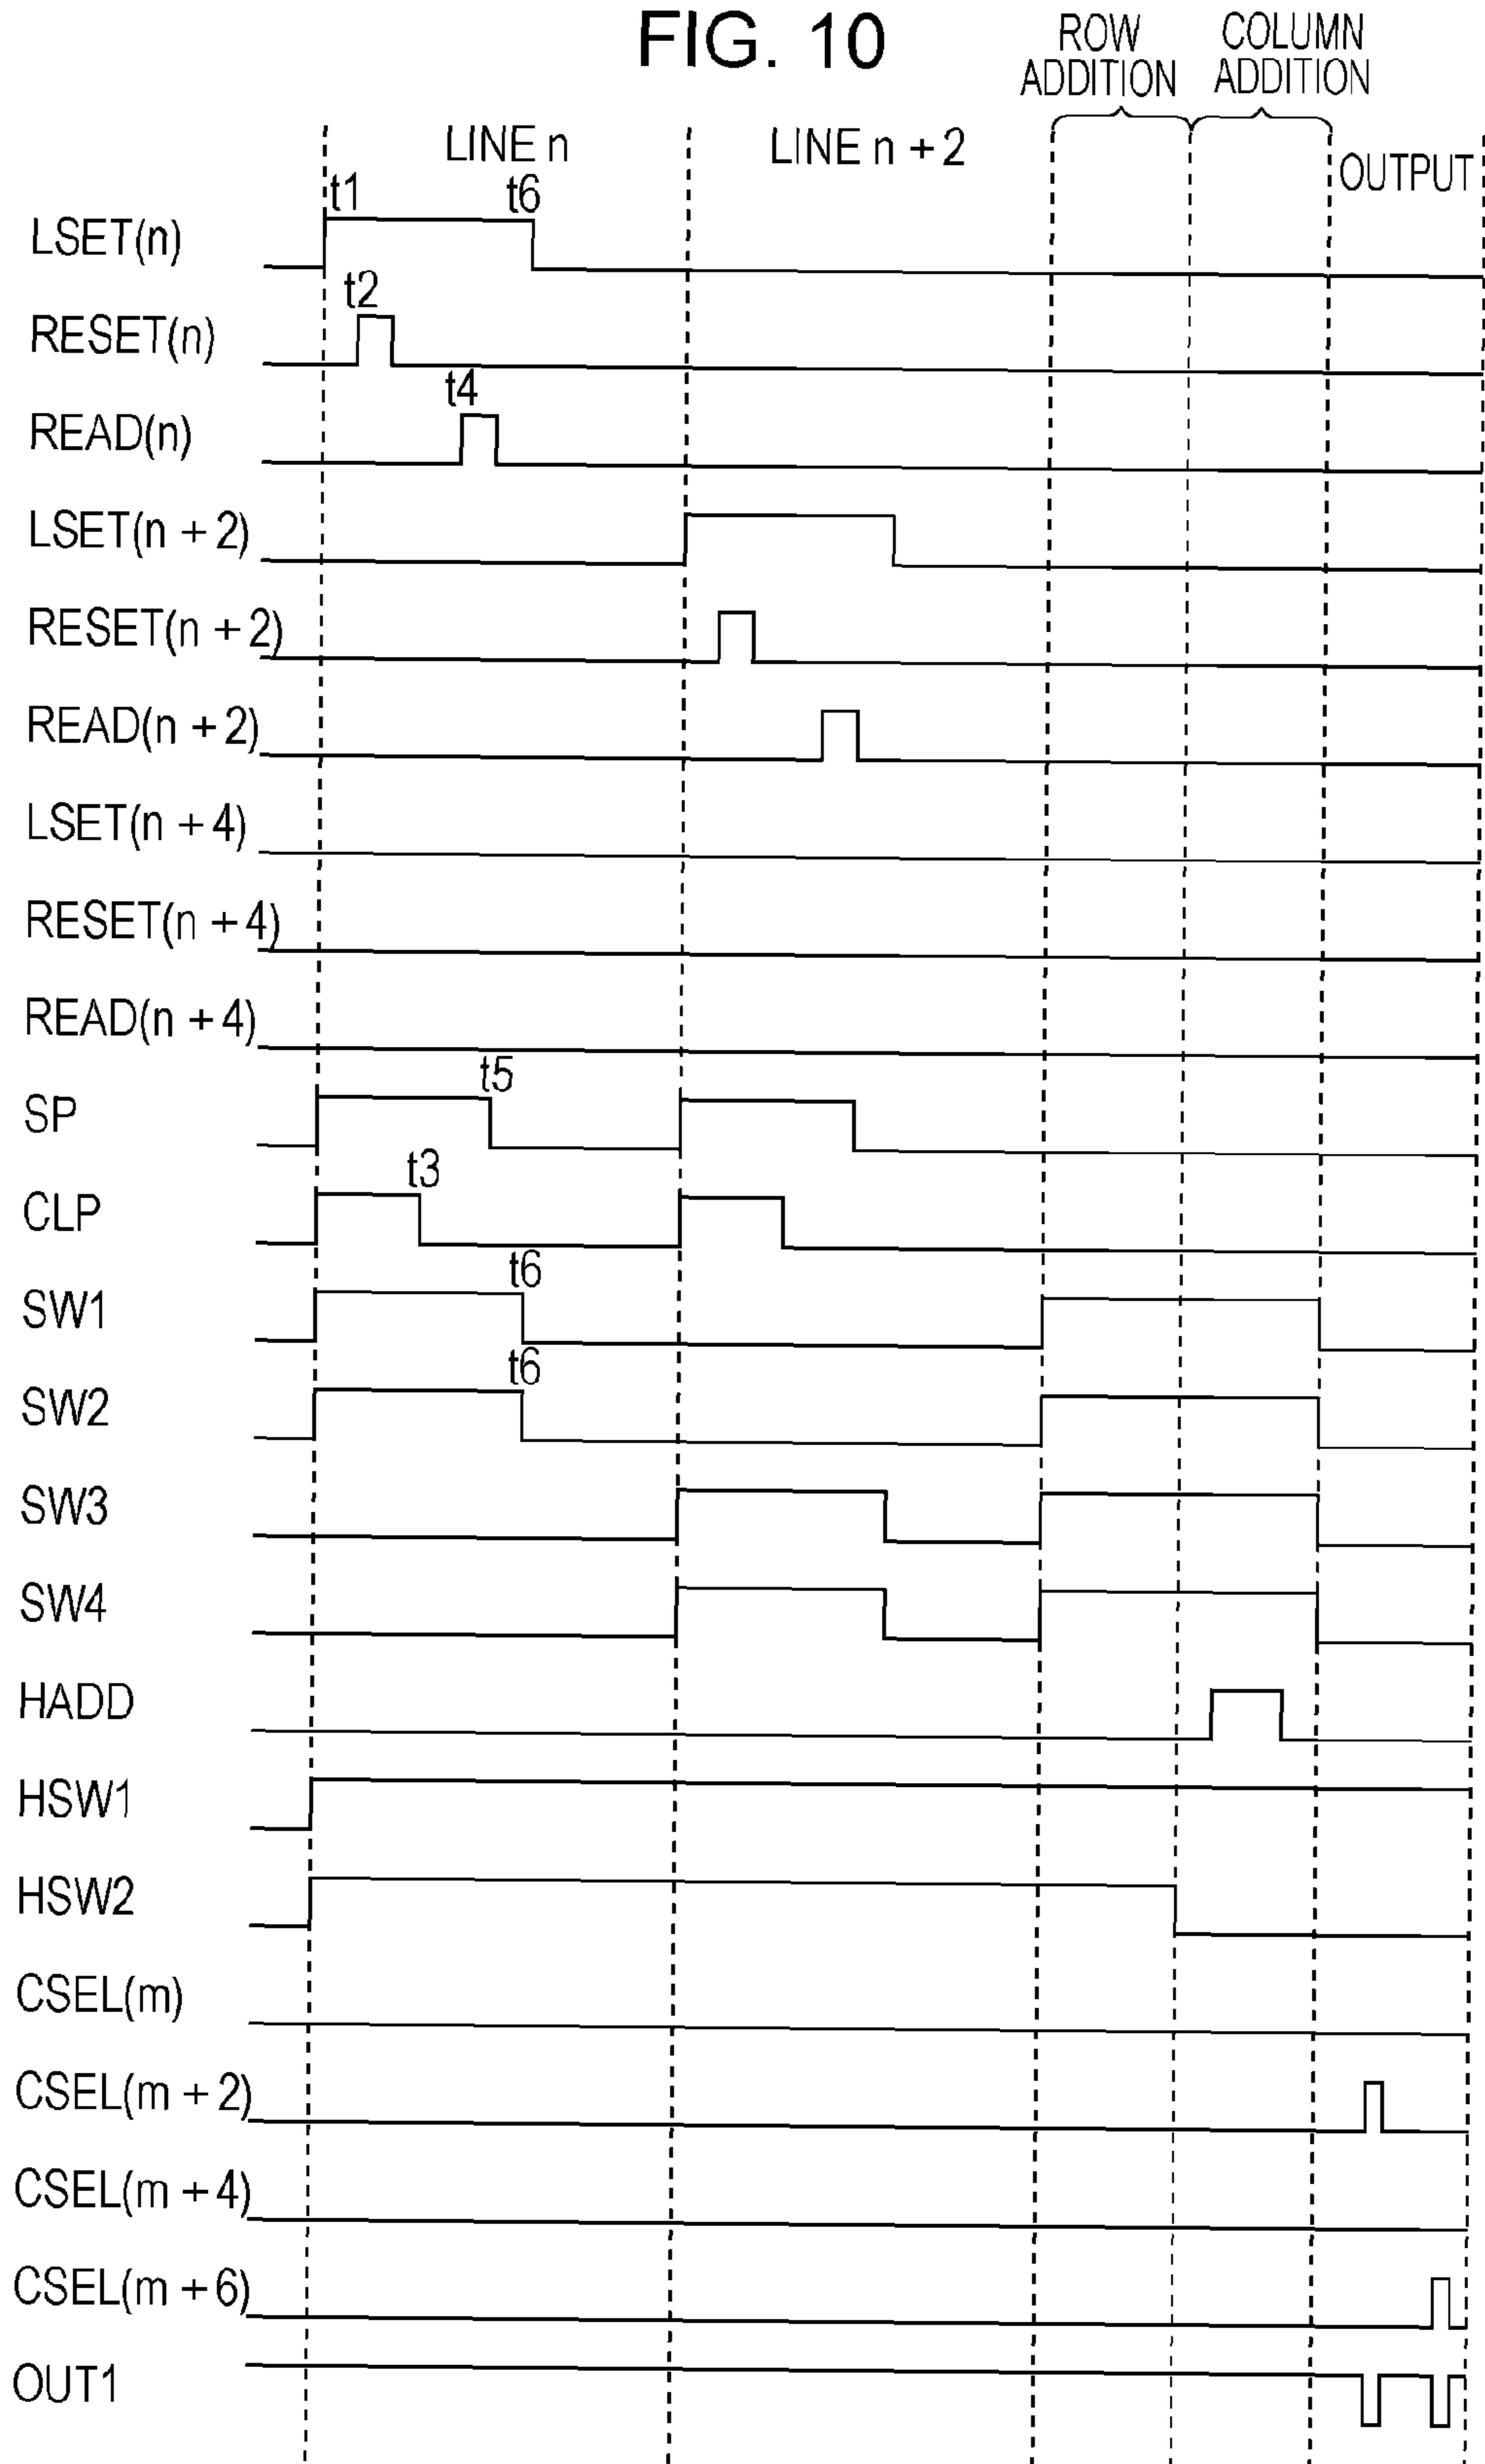 FIG. 10
ROW
ADDITION
COLUMN
ADDITION
LINE n
LINE n + 2
OUTPUT
t1
t6
LSET(n)
t2
RESET(n)
t4
READ(n)
LSET(n + 2)
RESET(n + 2)
READ(n + 2)
LSET(n + 4)
RESET(n + 4)
READ(n + 4)
t5
SP
t3
CLP
t6
SW1
t6
SW2
SW3
SW4
HADD
HSW1
HSW2
CSEL(m)
CSEL(m + 2)
CSEL(m + 4)
CSEL(m + 6)
OUT1